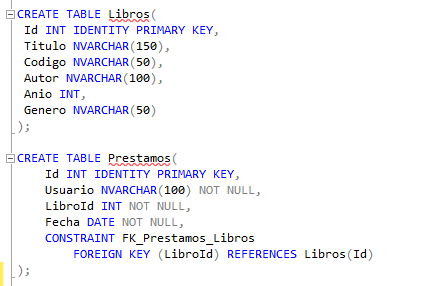 CREATE TABLE Libros(
Id INT IDENTITY PRIMARY KEY,
Titulo NVARCHAR(150),
Codigo NVARCHAR(50),
Autor NVARCHAR(100),
Anio INT,
Genero NVARCHAR(50)
);
CREATE TABLE Prestamos(
Id INT IDENTITY PRIMARY KEY,
Usuario NVARCHAR(100) NOT NULL,
LibroId INT NOT NULL,
Fecha DATE NOT NULL,
CONSTRAINT FK_Prestamos_Libros
FOREIGN KEY (LibroId) REFERENCES Libros(Id)
);